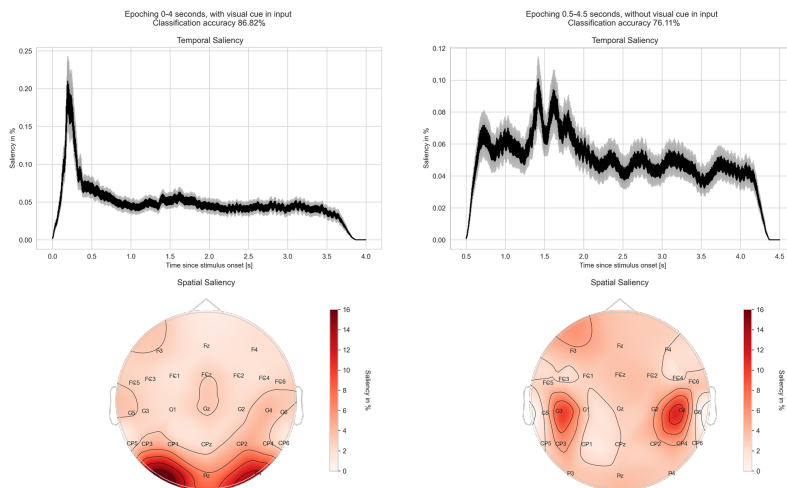 Epoching 0-4 seconds, with visual cue in input
Classification accuracy 86.82%
Temporal Saliency
0.25
0.20
0.15
0.10
0.05
0.00
Saliency in %
0.0 0.5 1.0 1.5 2.0 2.5 3.0 3.5 4.0
Time since stimulus onset [s]
Spatial Saliency
F3 Fz F4
FC5 FC3 FC1 FCz FC2 FC4 FC6
C5 C3 C1 Cz C2 C4 C6
CP5 CP3 CP1 CPz CP2 CP4 CP6
Pz P4
16
14
12
10
8
6
4
2
0
Saliency in %
Epoching 0.5-4.5 seconds, without visual cue in input
Classification accuracy 76.11%
Temporal Saliency
0.12
0.10
0.08
0.06
0.04
0.02
0.00
Saliency in %
0.5 1.0 1.5 2.0 2.5 3.0 3.5 4.0 4.5
Time since stimulus onset [s]
Spatial Saliency
F3 Fz F4
FC5 FC3 FC1 FCz FC2 FC4 FC6
C5 C3 C1 Cz C2 C4 C6
CP5 CP3 CP1 CPz CP2 CP4 CP6
P3 Pz P4
16
14
12
10
8
6
4
2
0
Saliency in %